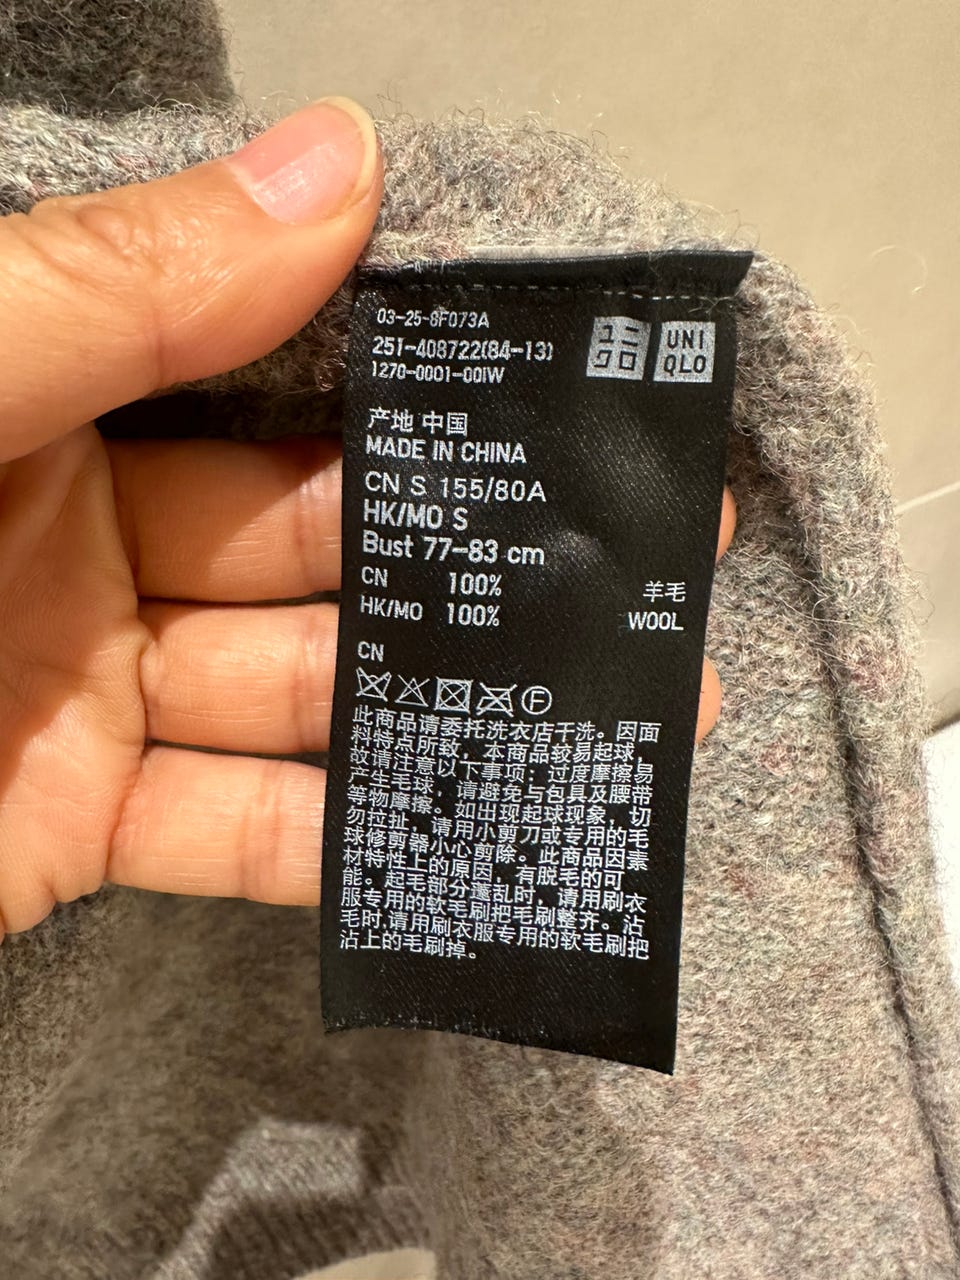 03-25-8F073A
251-408722(84-13)
1270-0001-00IW
ユニ
クロ
UNI
QLO
产地 中国
MADE IN CHINA
CN S 155/80A
HK/MO S
Bust 77-83 cm
CN 100% 羊毛
HK/MO 100% WOOL
CN
F
此商品请委托洗衣店干洗。因面
料特点所致，本商品较易起球，
故请注意以下事项：过度摩擦易
产生毛球，请避免与包具及腰带
等物摩擦。如出现起球现象，切
勿拉扯，请用小剪刀或专用的毛
球修剪器小心剪除。此商品因素
材特性上的原因，有脱毛的可
能。起毛部分蓬乱时，请用刷衣
服专用的软毛刷把毛刷整齐。沾
毛时,请用刷衣服专用的软毛刷把
沾上的毛刷掉。